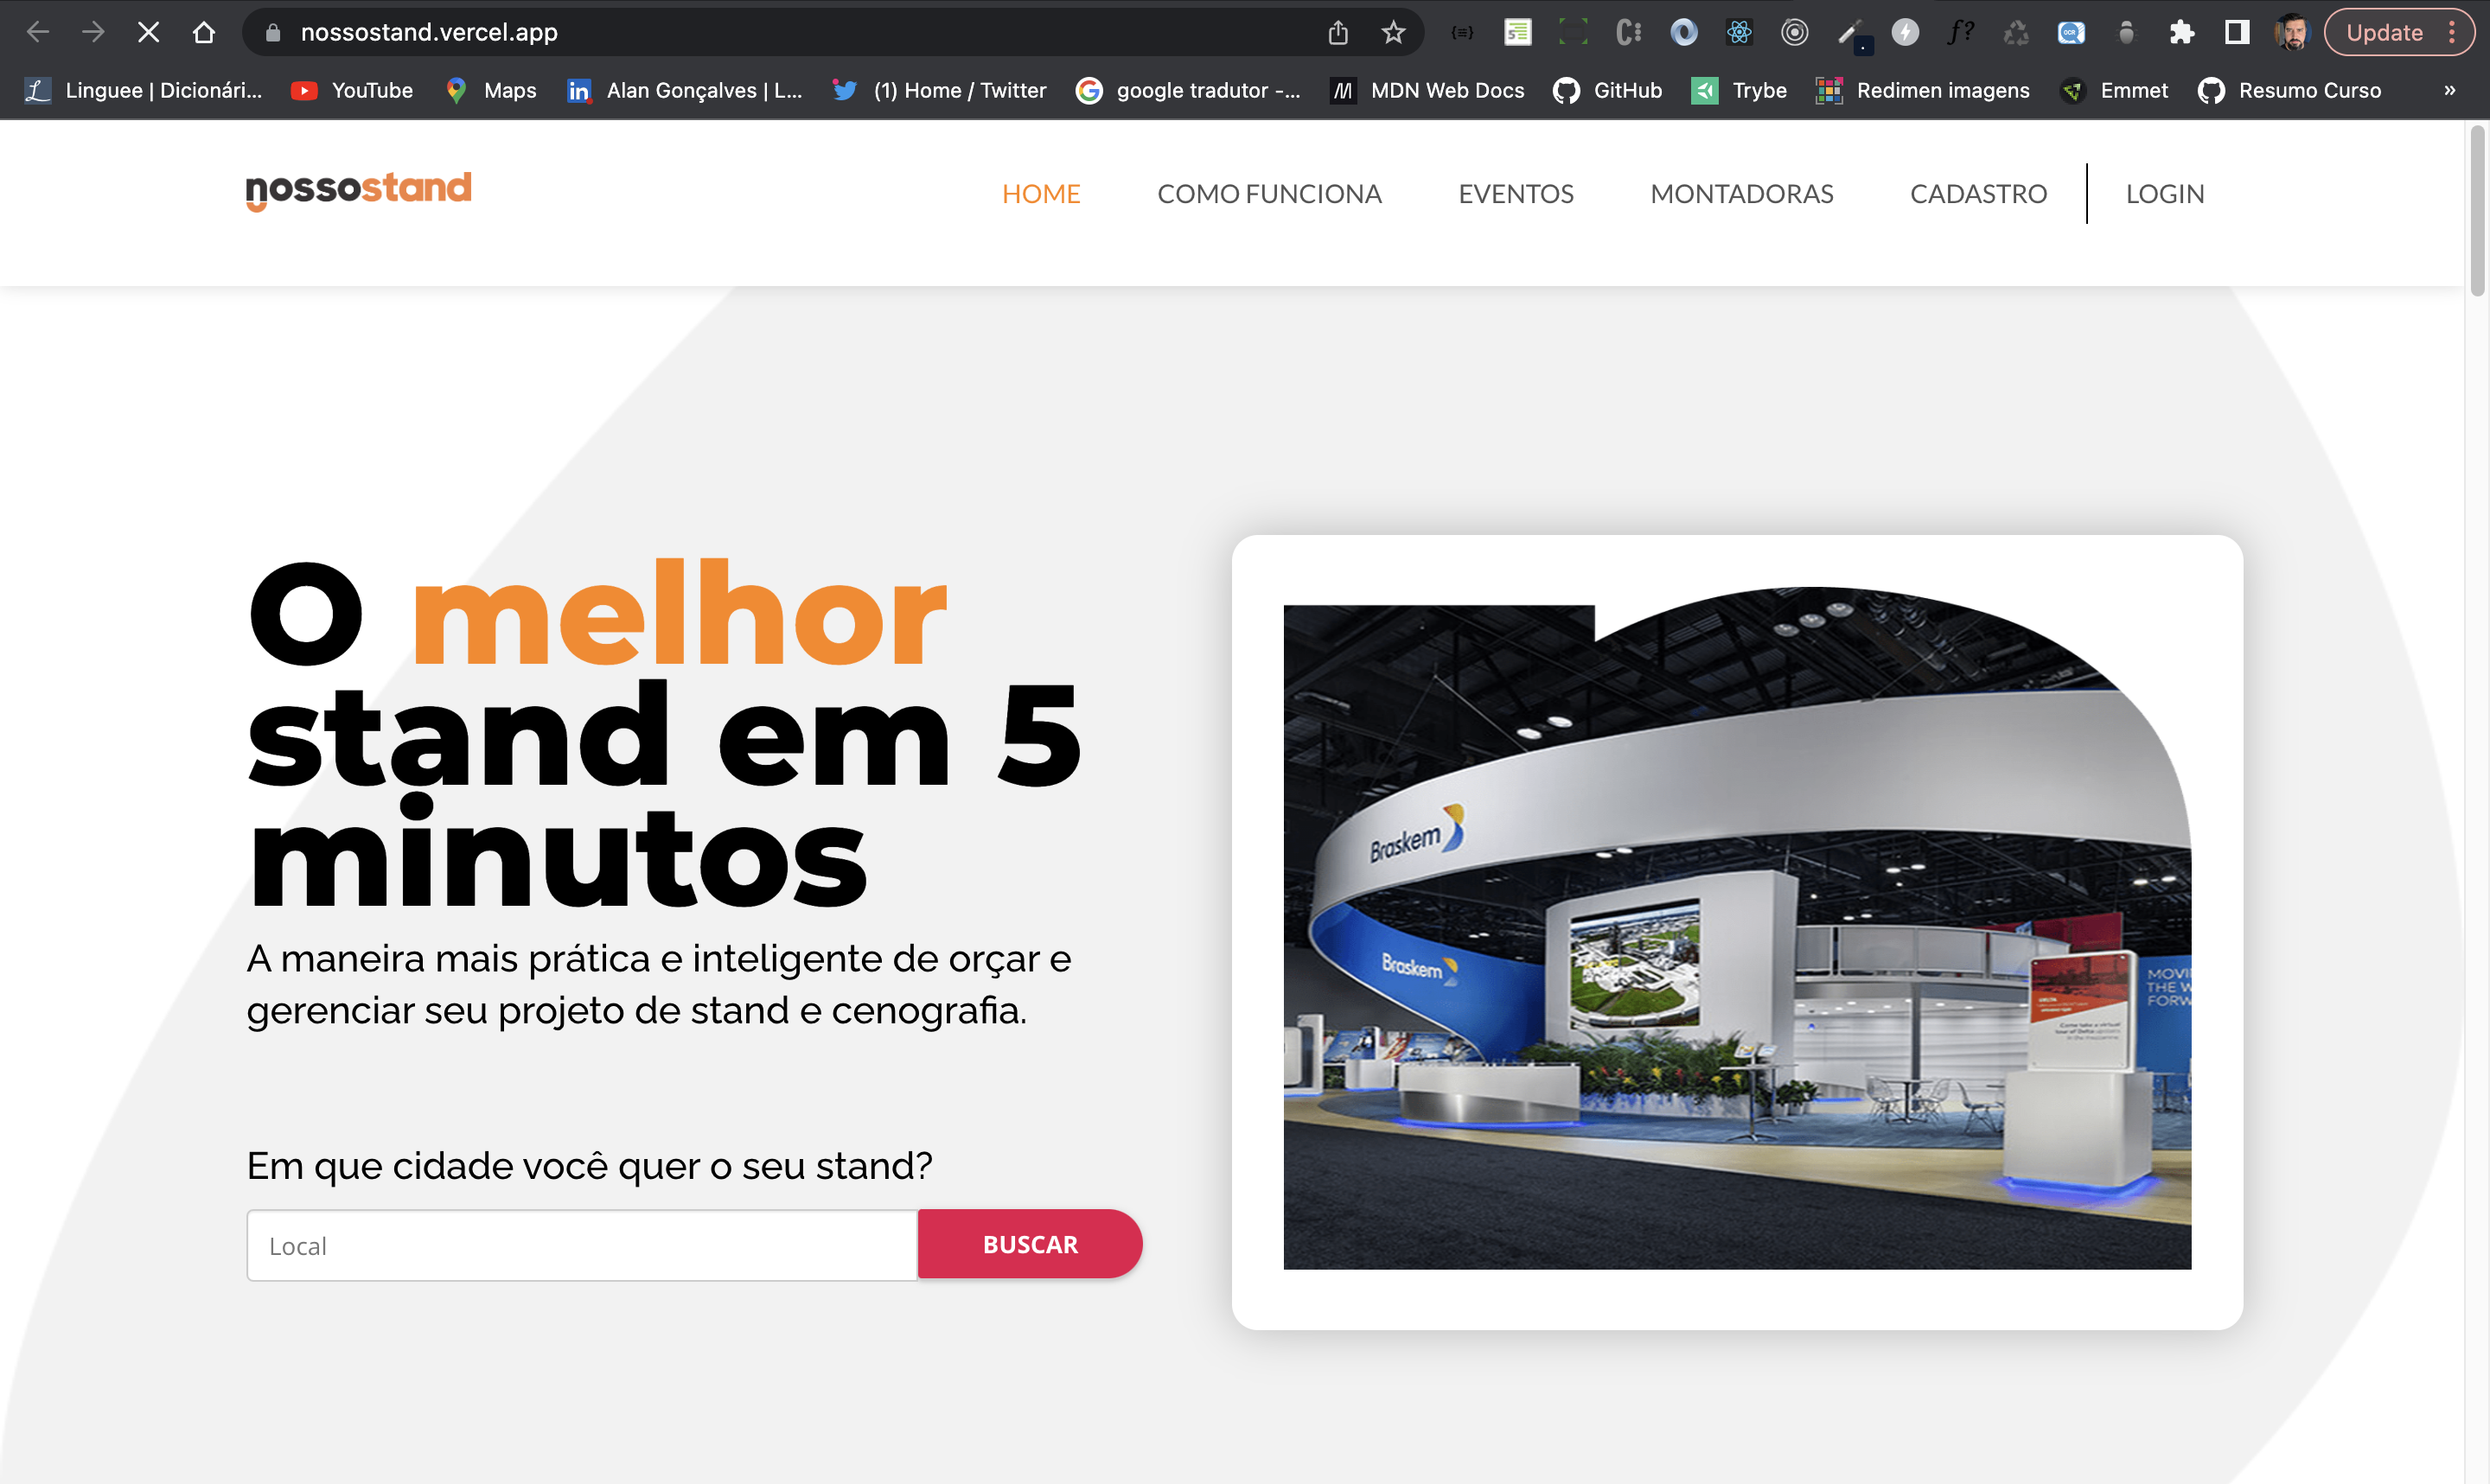 nossostand.vercel.app
Update
Linguee | Dicionári...
YouTube
Maps
Alan Gonçalves | L...
(1) Home / Twitter
google tradutor -...
MDN Web Docs
GitHub
Trybe
Redimen imagens
Emmet
Resumo Curso
»
nossostand
HOME
COMO FUNCIONA
EVENTOS
MONTADORAS
CADASTRO
LOGIN
O melhor
stand em 5
minutos
A maneira mais prática e inteligente de orçar e
gerenciar seu projeto de stand e cenografia.
Em que cidade você quer o seu stand?
Local
BUSCAR
Braskem
Braskem